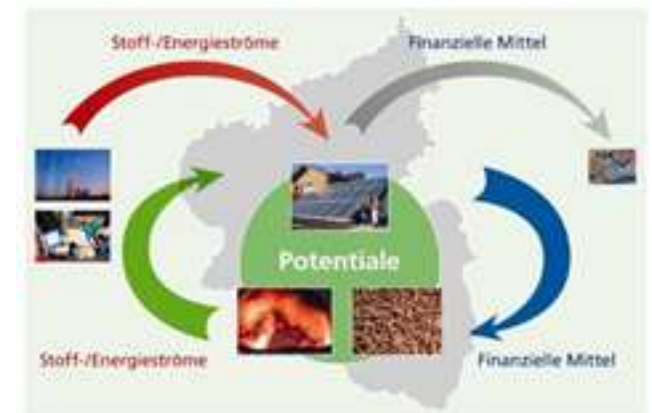 Stoff-/Energieströme
Finanzielle Mittel
Potentiale
Stoff-/Energieströme
Finanzielle Mittel